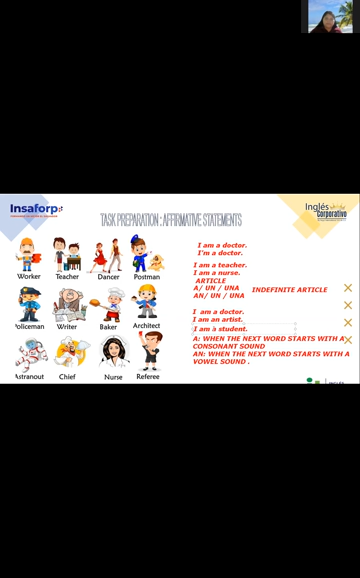 Insaforp
Inglés
Corporativo
TASK PREPARATION : AFFIRMATIVE STATEMENTS
Worker
Teacher
Dancer
Postman
Policeman
Writer
Baker
Architect
Astranout
Chief
Nurse
Referee
I am a doctor.
I'm a doctor.
I am a teacher.
I am a nurse.
ARTICLE
A/ UN / UNA
INDEFINITE ARTICLE
AN/ UN / UNA
I am a doctor.
I am an artist.
I am a student.
A: WHEN THE NEXT WORD STARTS WITH A
CONSONANT SOUND
AN: WHEN THE NEXT WORD STARTS WITH A
VOWEL SOUND .